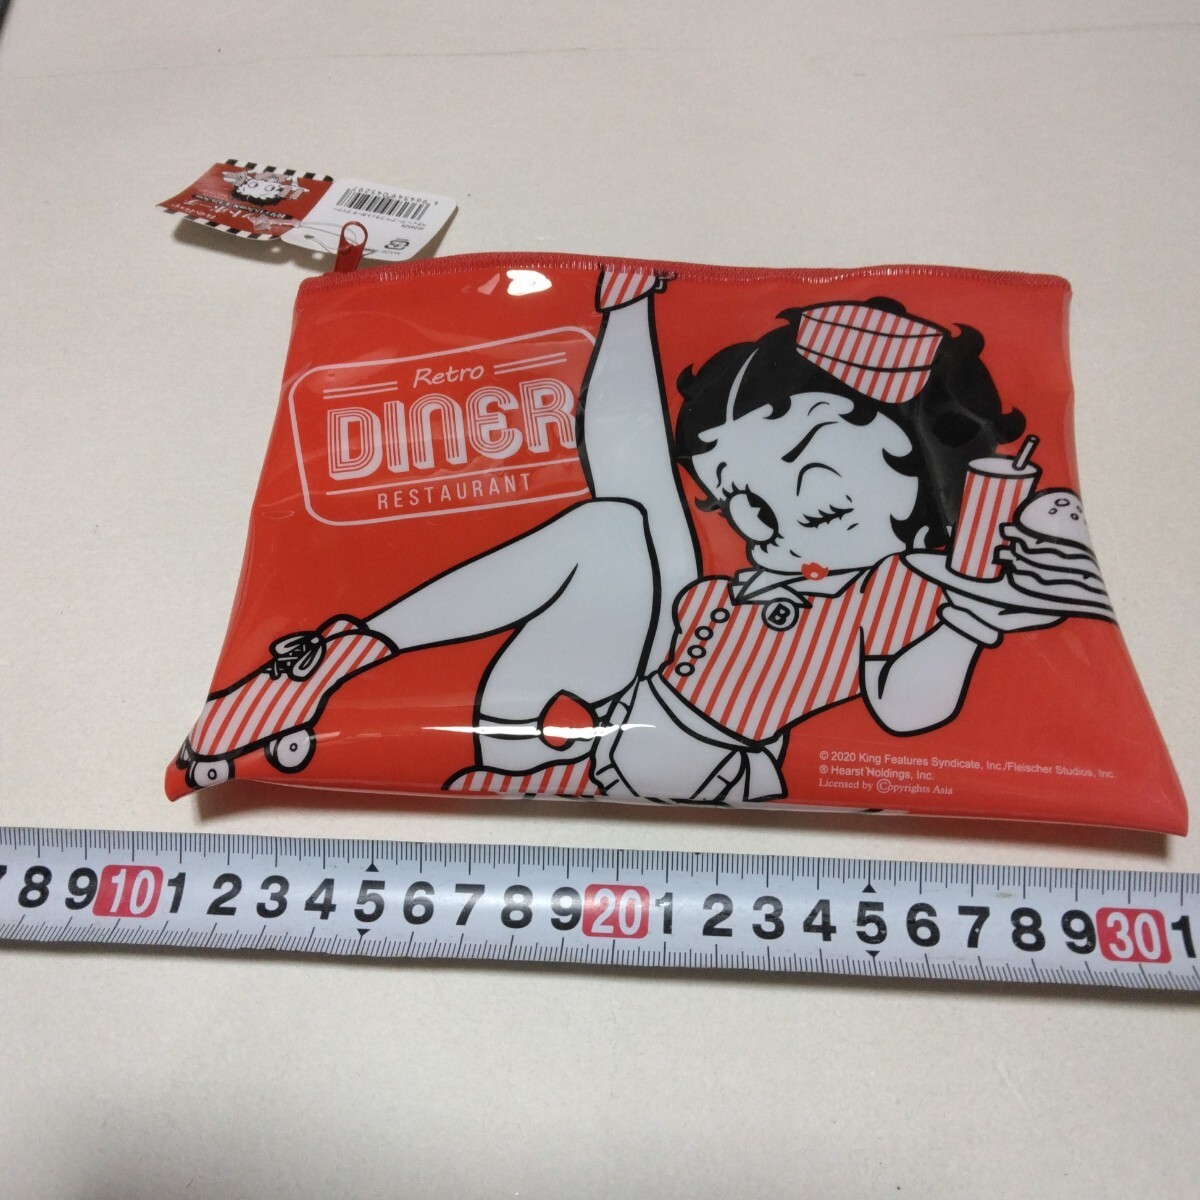 Retro
DINER
RESTAURANT
B
© 2020 King Features Syndicate, Inc./Fleischer Studios, Inc.
® Hearst Holdings, Inc.
Licensed by Copyrights Asia
7 8 9 10 1 2 3 4 5 6 7 8 9 20 1 2 3 4 5 6 7 8 9 30 1